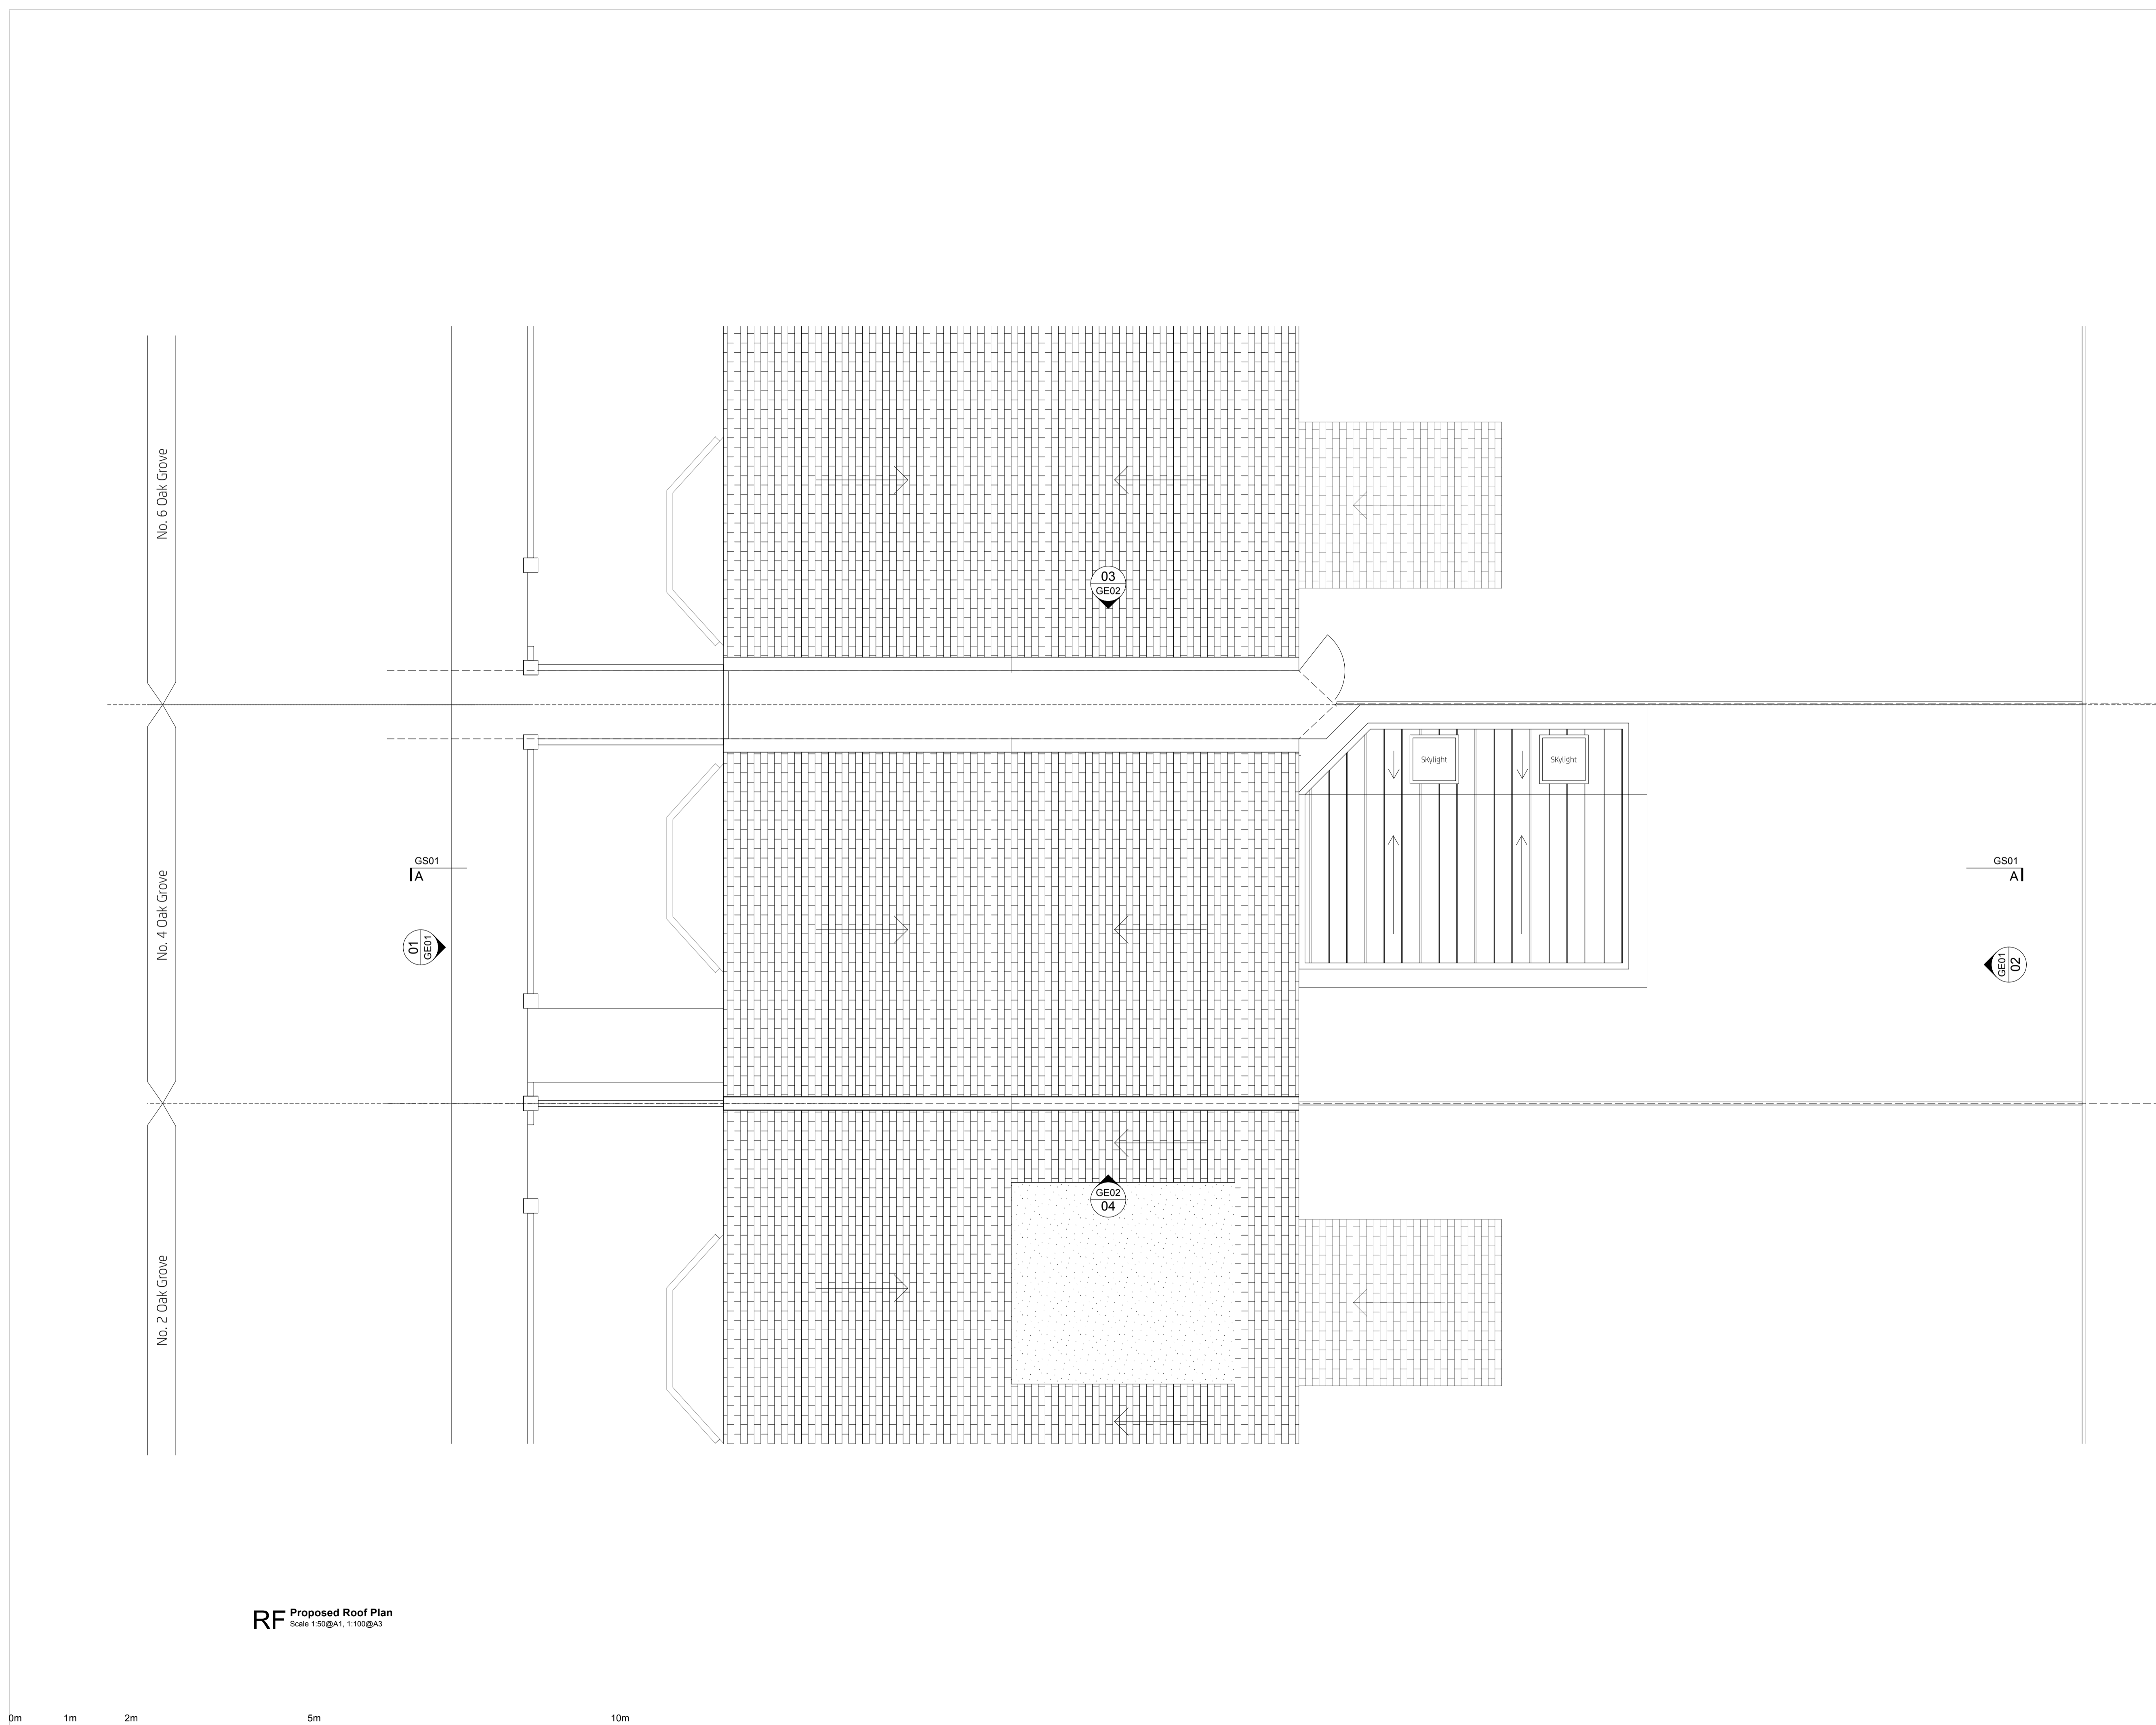 No. 6 Oak Grove
03
GE02
SKylight
SKylight
GS01
A
GS01
A
No. 4 Oak Grove
01
GE01
GE01
02
GE02
04
No. 2 Oak Grove
RF
Proposed Roof Plan
Scale 1:50@A1, 1:100@A3
0m 1m 2m 5m 10m